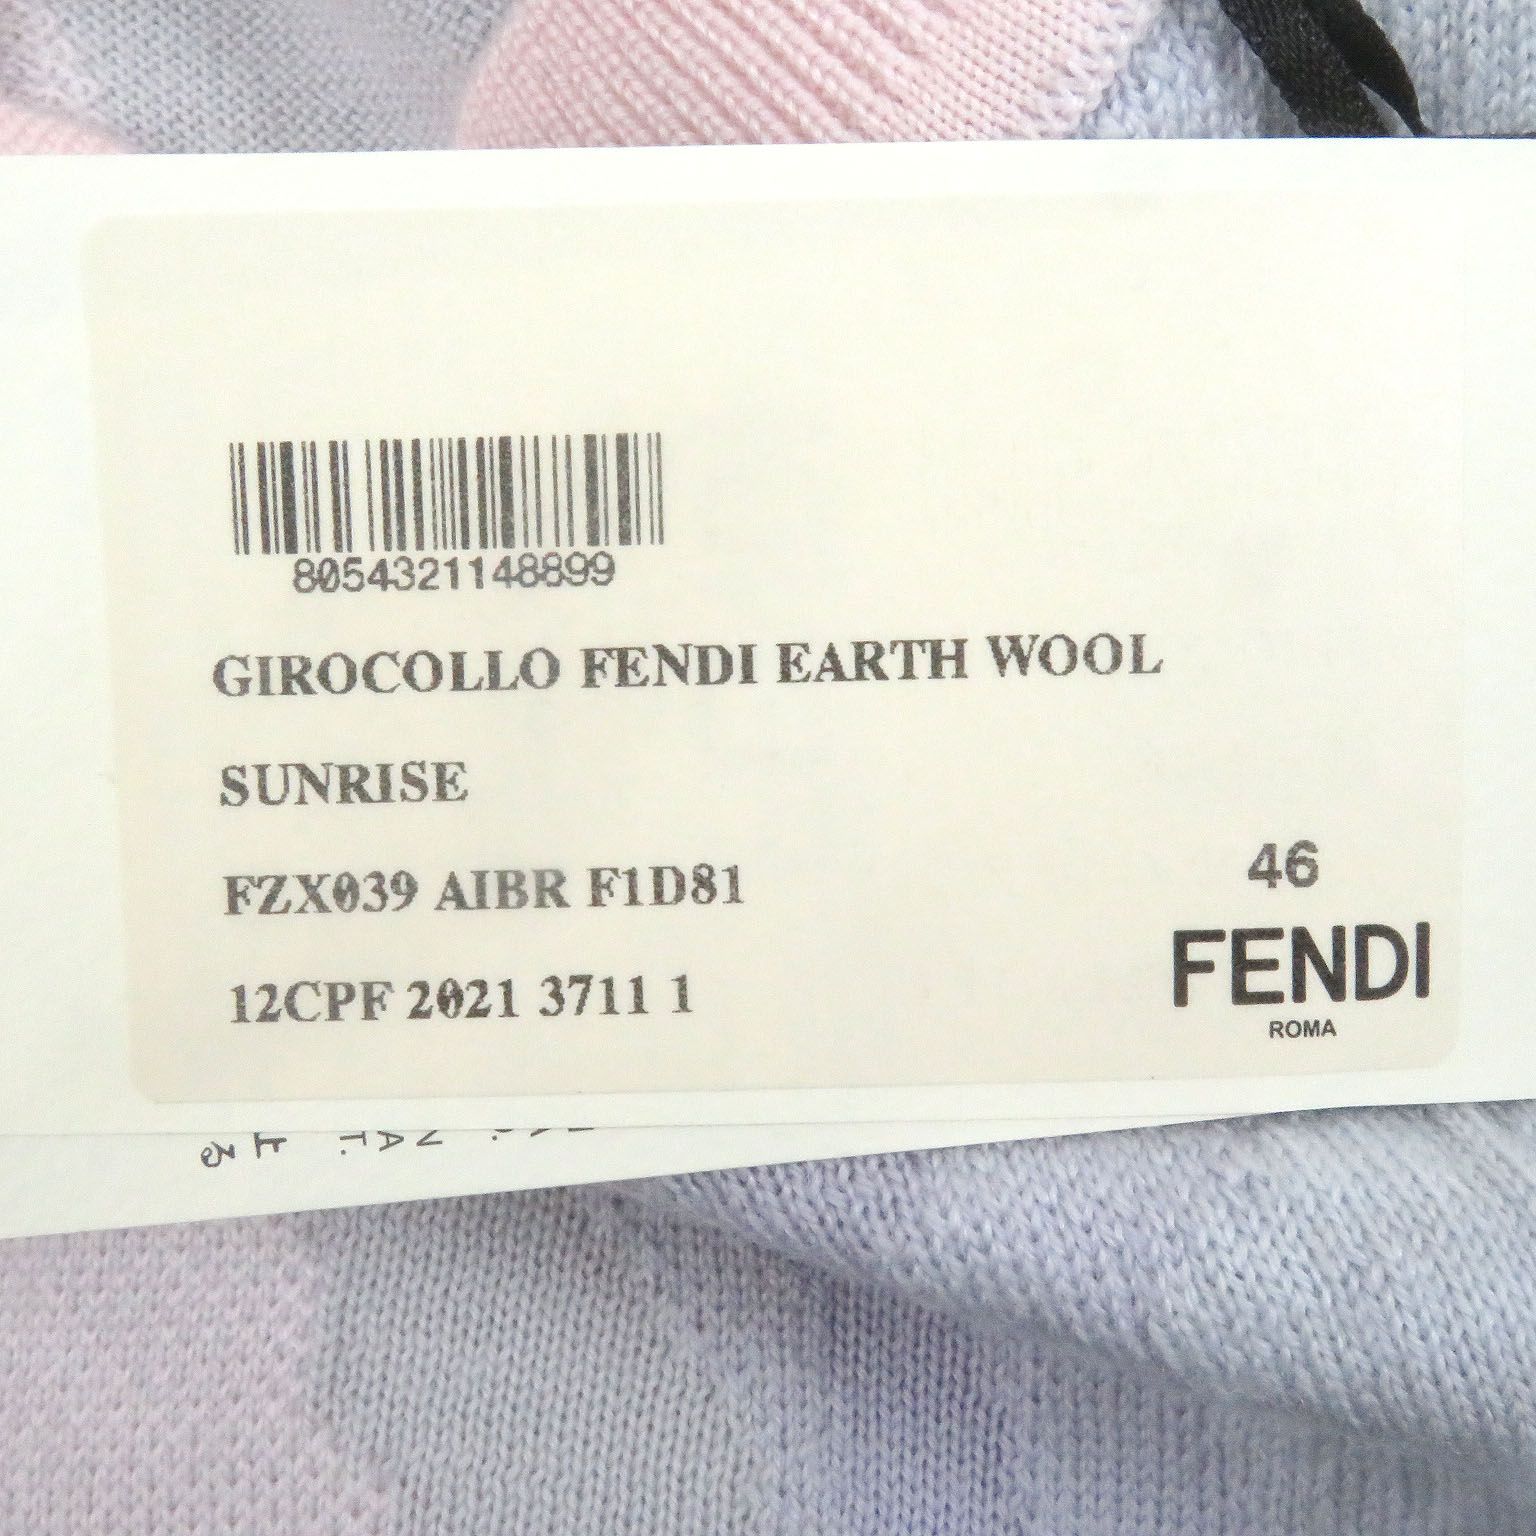 8054321148899
GIROCOLLO FENDI EARTH WOOL
SUNRISE
FZX039 AIBR F1D81
46
12CPF 2021 3711 1
FENDI
ROMA